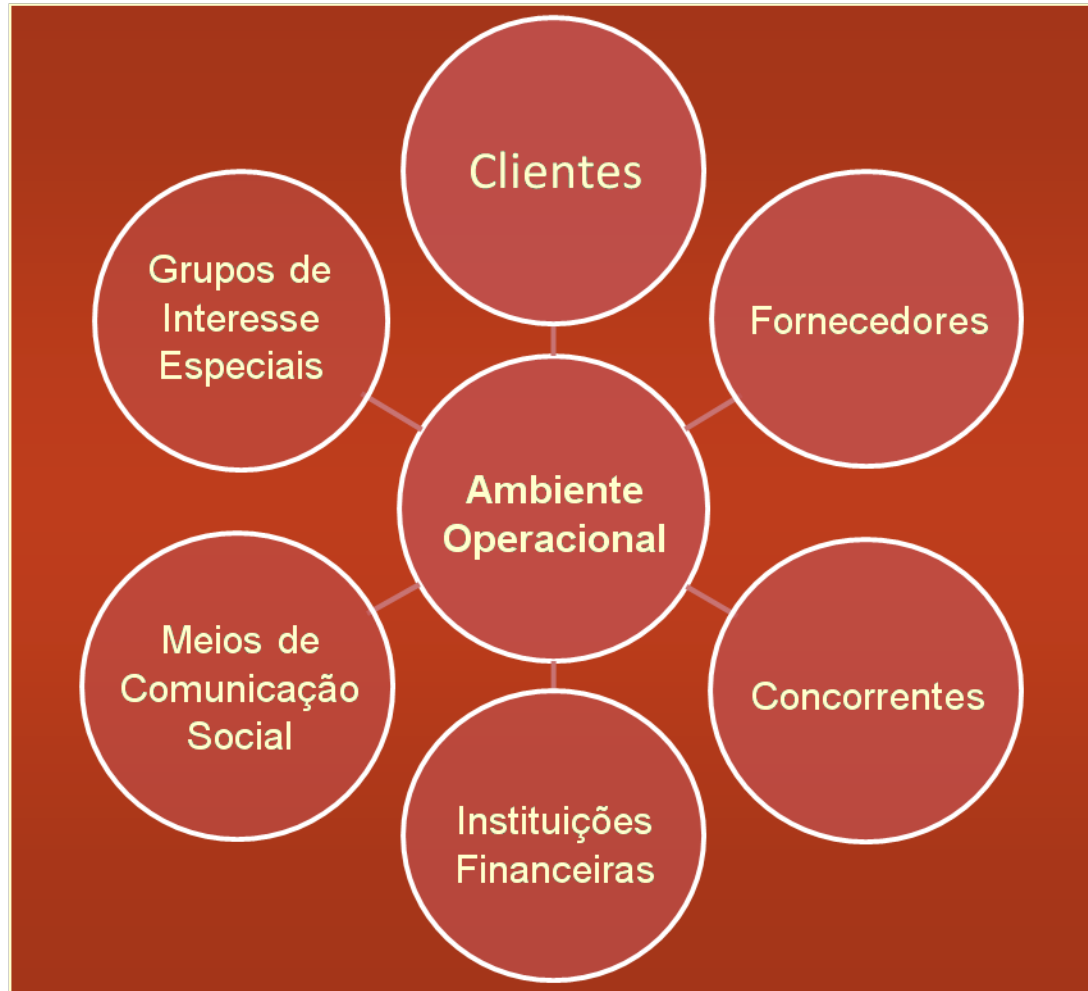 Clientes
Fornecedores
Concorrentes
Instituições
Financeiras
Meios de
Comunicação
Social
Grupos de
Interesse
Especiais
Ambiente
Operacional